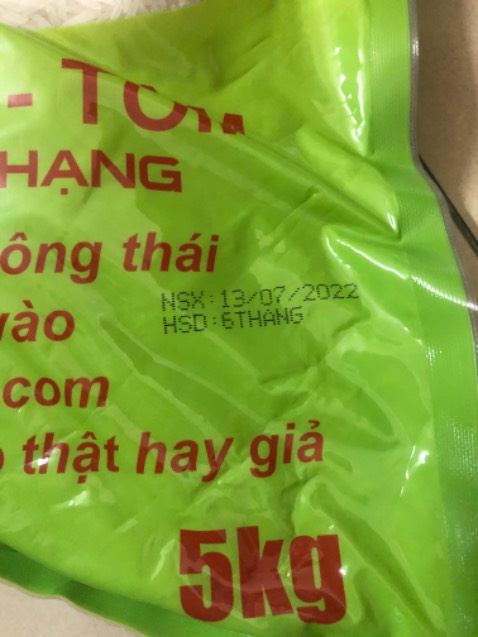 HẠNG
ông thái
NSX:13/07/2022
HSD:6THANG
vào
.com
thật hay giả
5kg